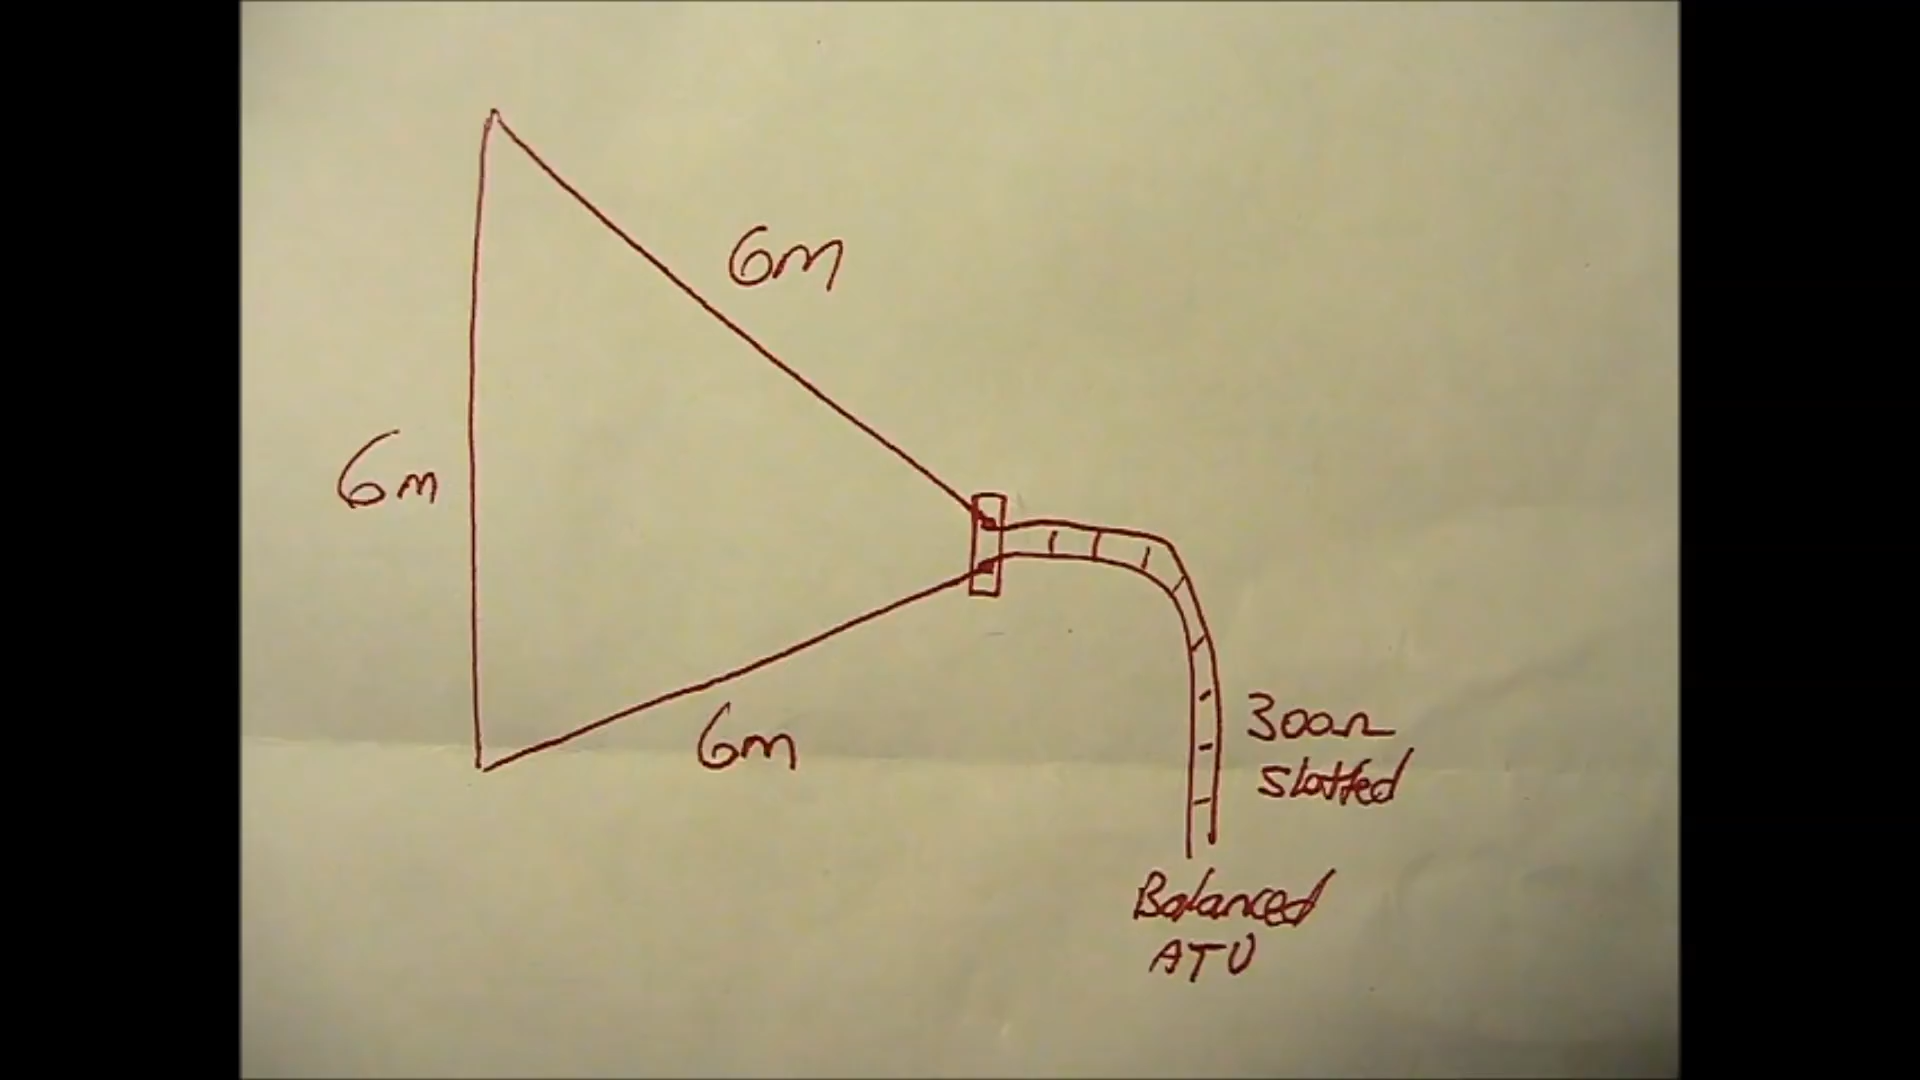 6m
6m
6m
300Ω
Slotted
Balanced
ATU